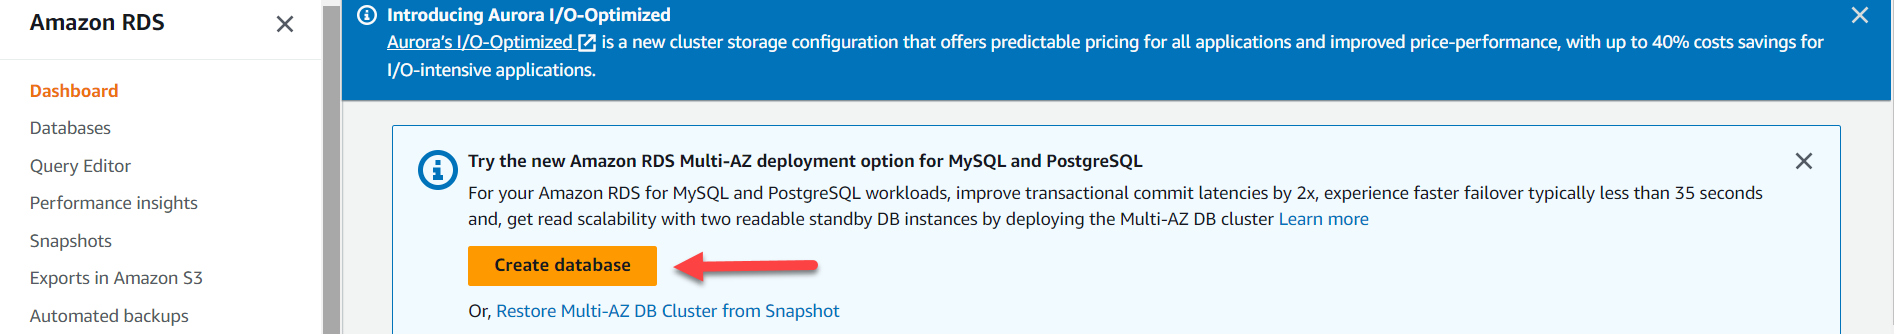 Amazon RDS
Dashboard
Databases
Query Editor
Performance insights
Snapshots
Exports in Amazon S3
Automated backups
Introducing Aurora I/O-Optimized
Aurora's I/O-Optimized is a new cluster storage configuration that offers predictable pricing for all applications and improved price-performance, with up to 40% costs savings for
I/O-intensive applications.
Try the new Amazon RDS Multi-AZ deployment option for MySQL and PostgreSQL
For your Amazon RDS for MySQL and PostgreSQL workloads, improve transactional commit latencies by 2x, experience faster failover typically less than 35 seconds
and, get read scalability with two readable standby DB instances by deploying the Multi-AZ DB cluster Learn more
Create database
Or, Restore Multi-AZ DB Cluster from Snapshot